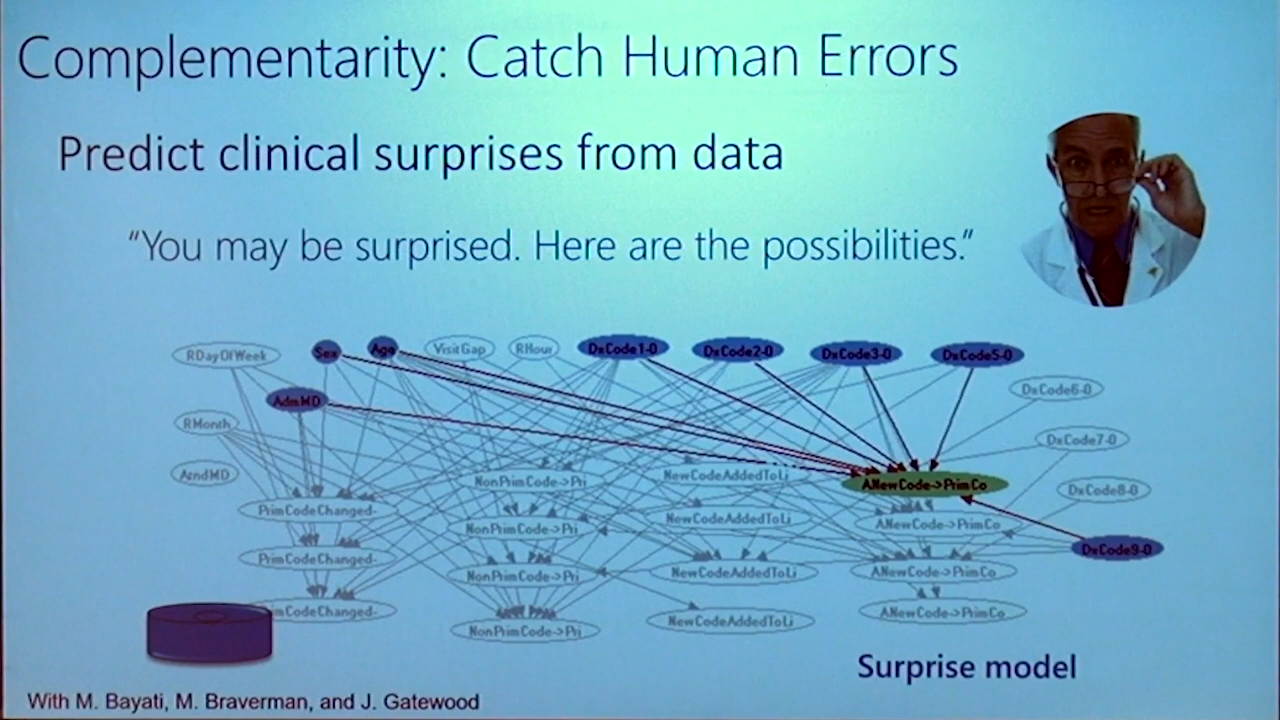 Complementarity: Catch Human Errors
Predict clinical surprises from data
“You may be surprised. Here are the possibilities.”
RDayOfWeek
Sex
Age
VisitGap
RHour
DxCode1-0
DxCode2-0
DxCode3-0
DxCode5-0
DxCode6-0
AdmMD
RMonth
DxCode7-0
AtndMD
NonPrimCode->Pri
NewCodeAddedToLi
ANewCode->PrimCo
DxCode8-0
PrimCodeChanged-
NonPrimCode->Pri
NewCodeAddedToLi
ANewCode->PrimCo
DxCode9-0
PrimCodeChanged-
NonPrimCode->Pri
NewCodeAddedToLi
ANewCode->PrimCo
imCodeChanged-
NonPrimCode->Pri
NewCodeAddedToLi
ANewCode->PrimCo
Surprise model
With M. Bayati, M. Braverman, and J. Gatewood